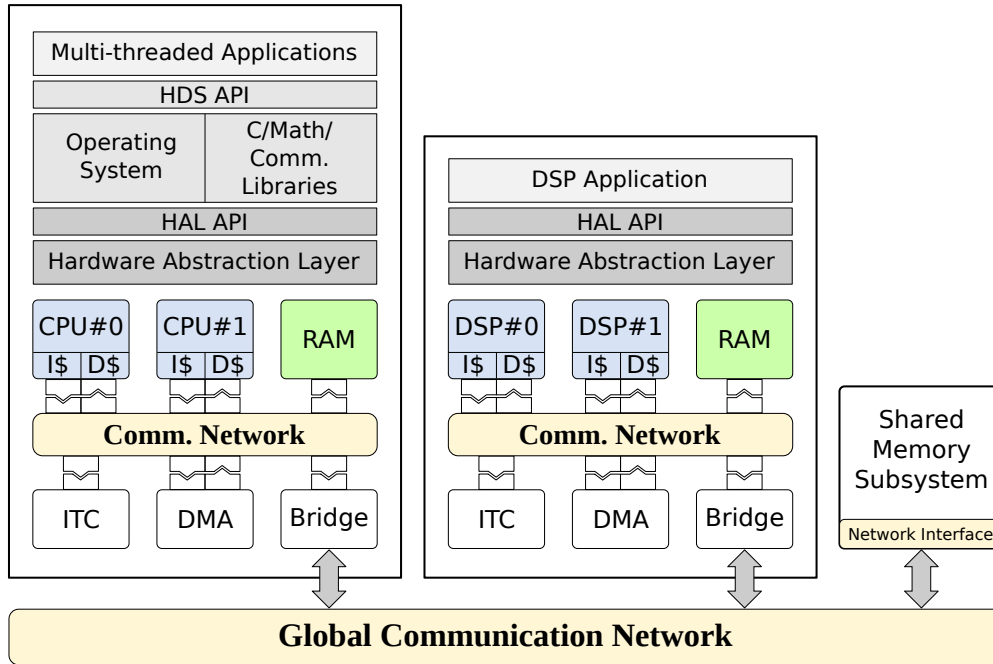 Multi-threaded Applications
HDS API
Operating
System
C/Math/
Comm.
Libraries
HAL API
Hardware Abstraction Layer
CPU#0
I$ D$
CPU#1
I$ D$
RAM
Comm. Network
ITC
DMA
Bridge
DSP Application
HAL API
Hardware Abstraction Layer
DSP#0
I$ D$
DSP#1
I$ D$
RAM
Comm. Network
ITC
DMA
Bridge
Shared
Memory
Subsystem
Network Interface
Global Communication Network